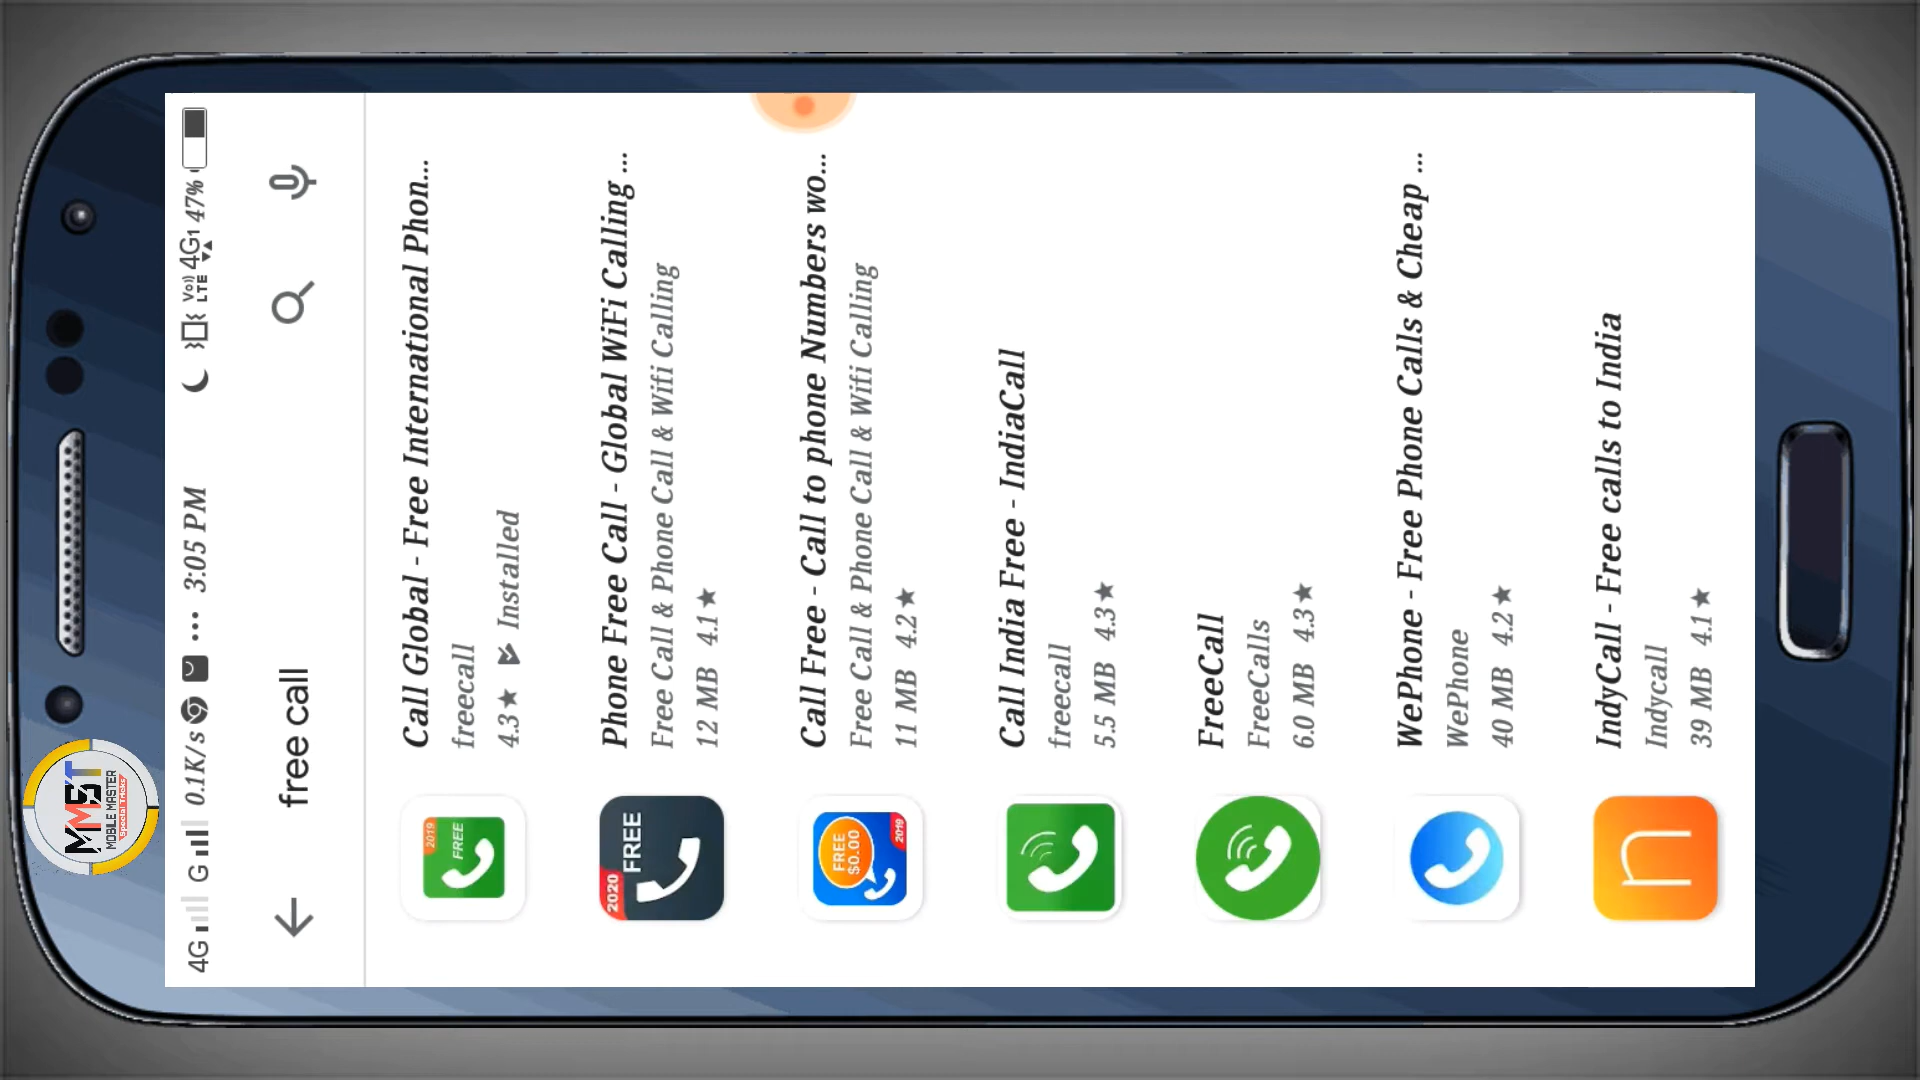 4G G 0.1K/s ... 3:05 PM Vo)) LTE 4G1 47%
free call
Call Global - Free International Phon...
freecall
4.3★ Installed
Phone Free Call - Global WiFi Calling ...
Free Call & Phone Call & Wifi Calling
12 MB 4.1★
Call Free - Call to phone Numbers wo...
Free Call & Phone Call & Wifi Calling
11 MB 4.2★
Call India Free - IndiaCall
freecall
5.5 MB 4.3★
FreeCall
FreeCalls
6.0 MB 4.3★
WePhone - Free Phone Calls & Cheap ...
WePhone
40 MB 4.2★
IndyCall - Free calls to India
Indycall
39 MB 4.1★
2019
FREE
2020
FREE
FREE
$0.00
2019
n
MMST
MOBILE MASTER
Special Tricks